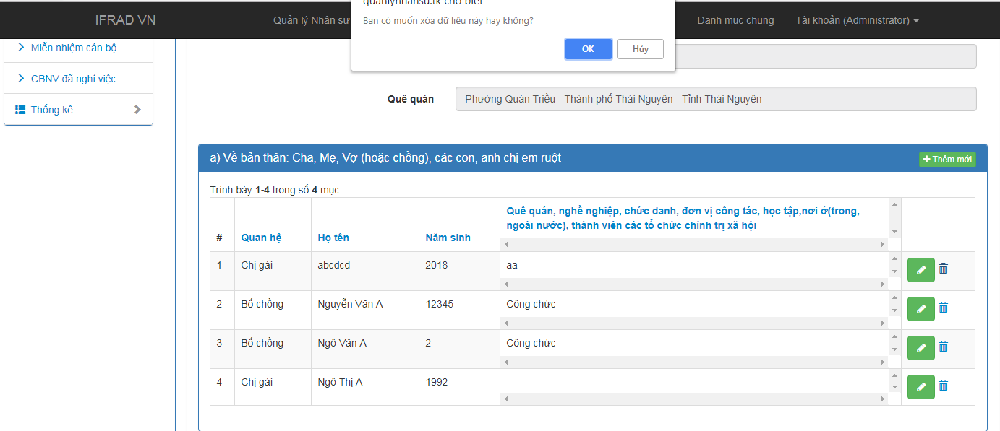 quanlynhansu.tk cho biết
IFRAD VN
Quản lý Nhân sự
Bạn có muốn xóa dữ liệu này hay không?
Danh muc chung
Tài khoản (Administrator)
OK
Hủy
Miễn nhiệm cán bộ
CBNV đã nghỉ việc
Thống kê
Quê quán
Phường Quán Triều - Thành phố Thái Nguyên - Tỉnh Thái Nguyên
a) Về bản thân: Cha, Mẹ, Vợ (hoặc chồng), các con, anh chị em ruột
Thêm mới
Trình bày 1-4 trong số 4 mục.
# Quan hệ Họ tên Năm sinh
Quê quán, nghề nghiệp, chức danh, đơn vị công tác, học tập,nơi ở(trong,
ngoài nước), thành viên các tổ chức chính trị xã hội
1 Chị gái abcdcd 2018 aa
2 Bố chồng Nguyễn Văn A 12345 Công chức
3 Bố chồng Ngô Văn A 2 Công chức
4 Chị gái Ngô Thị A 1992